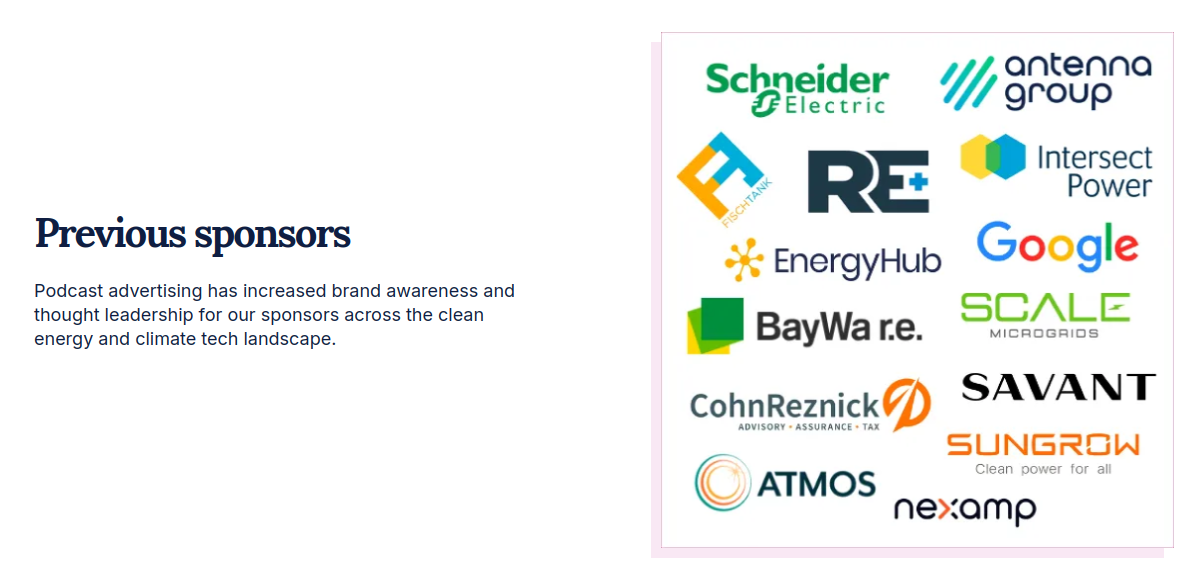 Previous sponsors
Podcast advertising has increased brand awareness and
thought leadership for our sponsors across the clean
energy and climate tech landscape.
Schneider
Electric
antenna
group
FISCHTANK
RE+
Intersect
Power
EnergyHub
Google
BayWa r.e.
SCALE
MICROGRIDS
CohnReznick
ADVISORY • ASSURANCE • TAX
SAVANT
SUNGROW
Clean power for all
ATMOS
nexamp